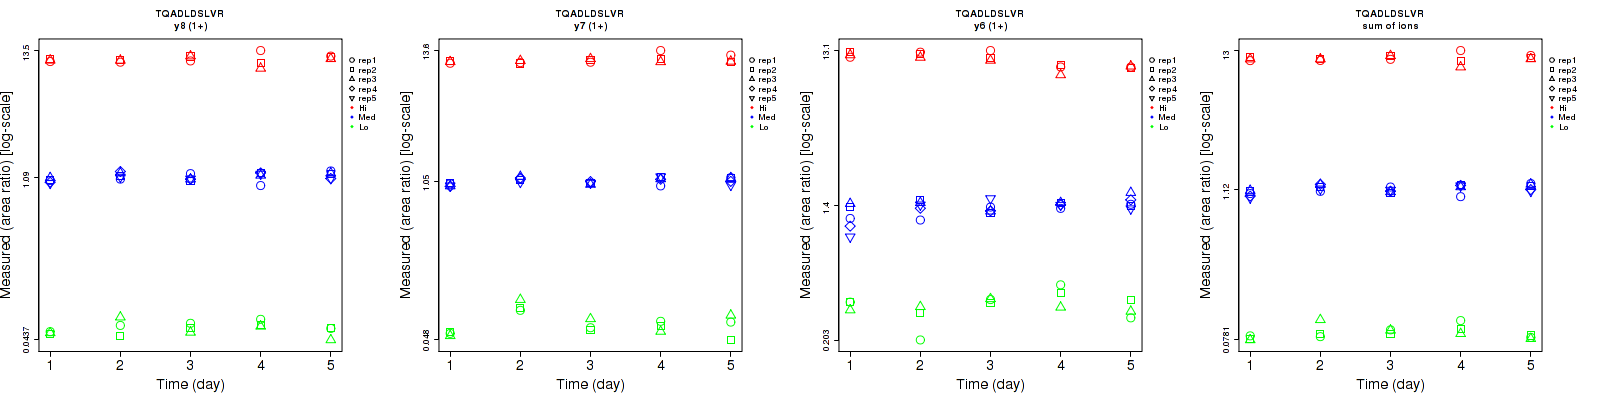 TQADLDSLVR
y8 (1+)
13.5
1.09
0.0437
Measured (area ratio) [log-scale]
1 2 3 4 5
Time (day)
rep1
rep2
rep3
rep4
rep5
Hi
Med
Lo
TQADLDSLVR
y7 (1+)
13.6
1.05
0.048
Measured (area ratio) [log-scale]
1 2 3 4 5
Time (day)
rep1
rep2
rep3
rep4
rep5
Hi
Med
Lo
TQADLDSLVR
y6 (1+)
13.1
1.4
0.203
Measured (area ratio) [log-scale]
1 2 3 4 5
Time (day)
rep1
rep2
rep3
rep4
rep5
Hi
Med
Lo
TQADLDSLVR
sum of ions
13
1.12
0.0781
Measured (area ratio) [log-scale]
1 2 3 4 5
Time (day)
rep1
rep2
rep3
rep4
rep5
Hi
Med
Lo